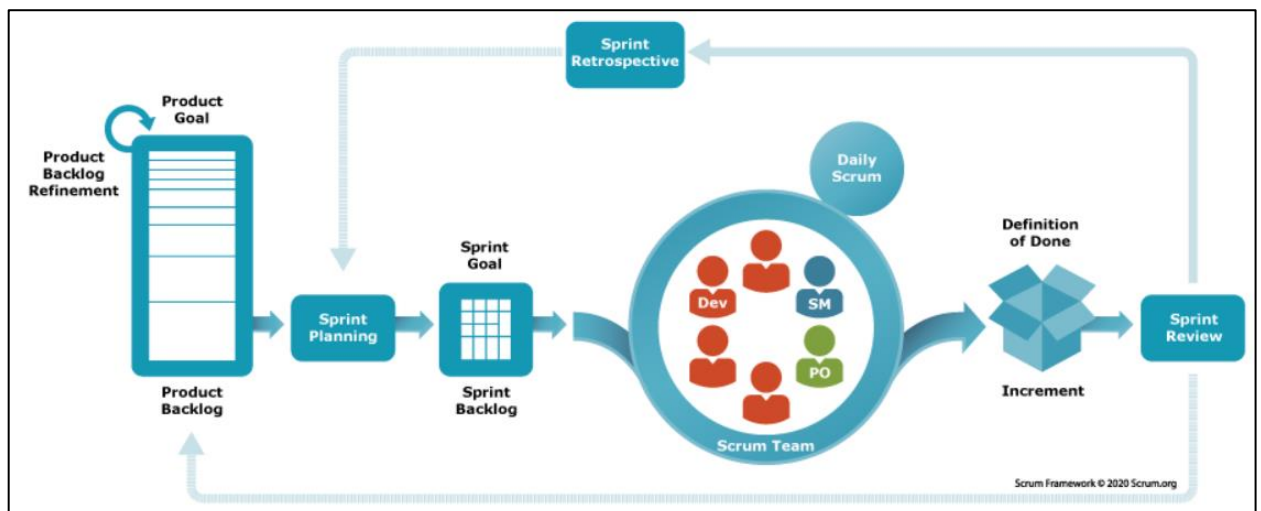 Sprint
Retrospective
Product
Goal
Product
Backlog
Refinement
Daily
Scrum
Definition
of Done
Sprint
Goal
Dev
SM
Sprint
Planning
Sprint
Review
PO
Product
Backlog
Sprint
Backlog
Increment
Scrum Team
Scrum Framework © 2020 Scrum.org